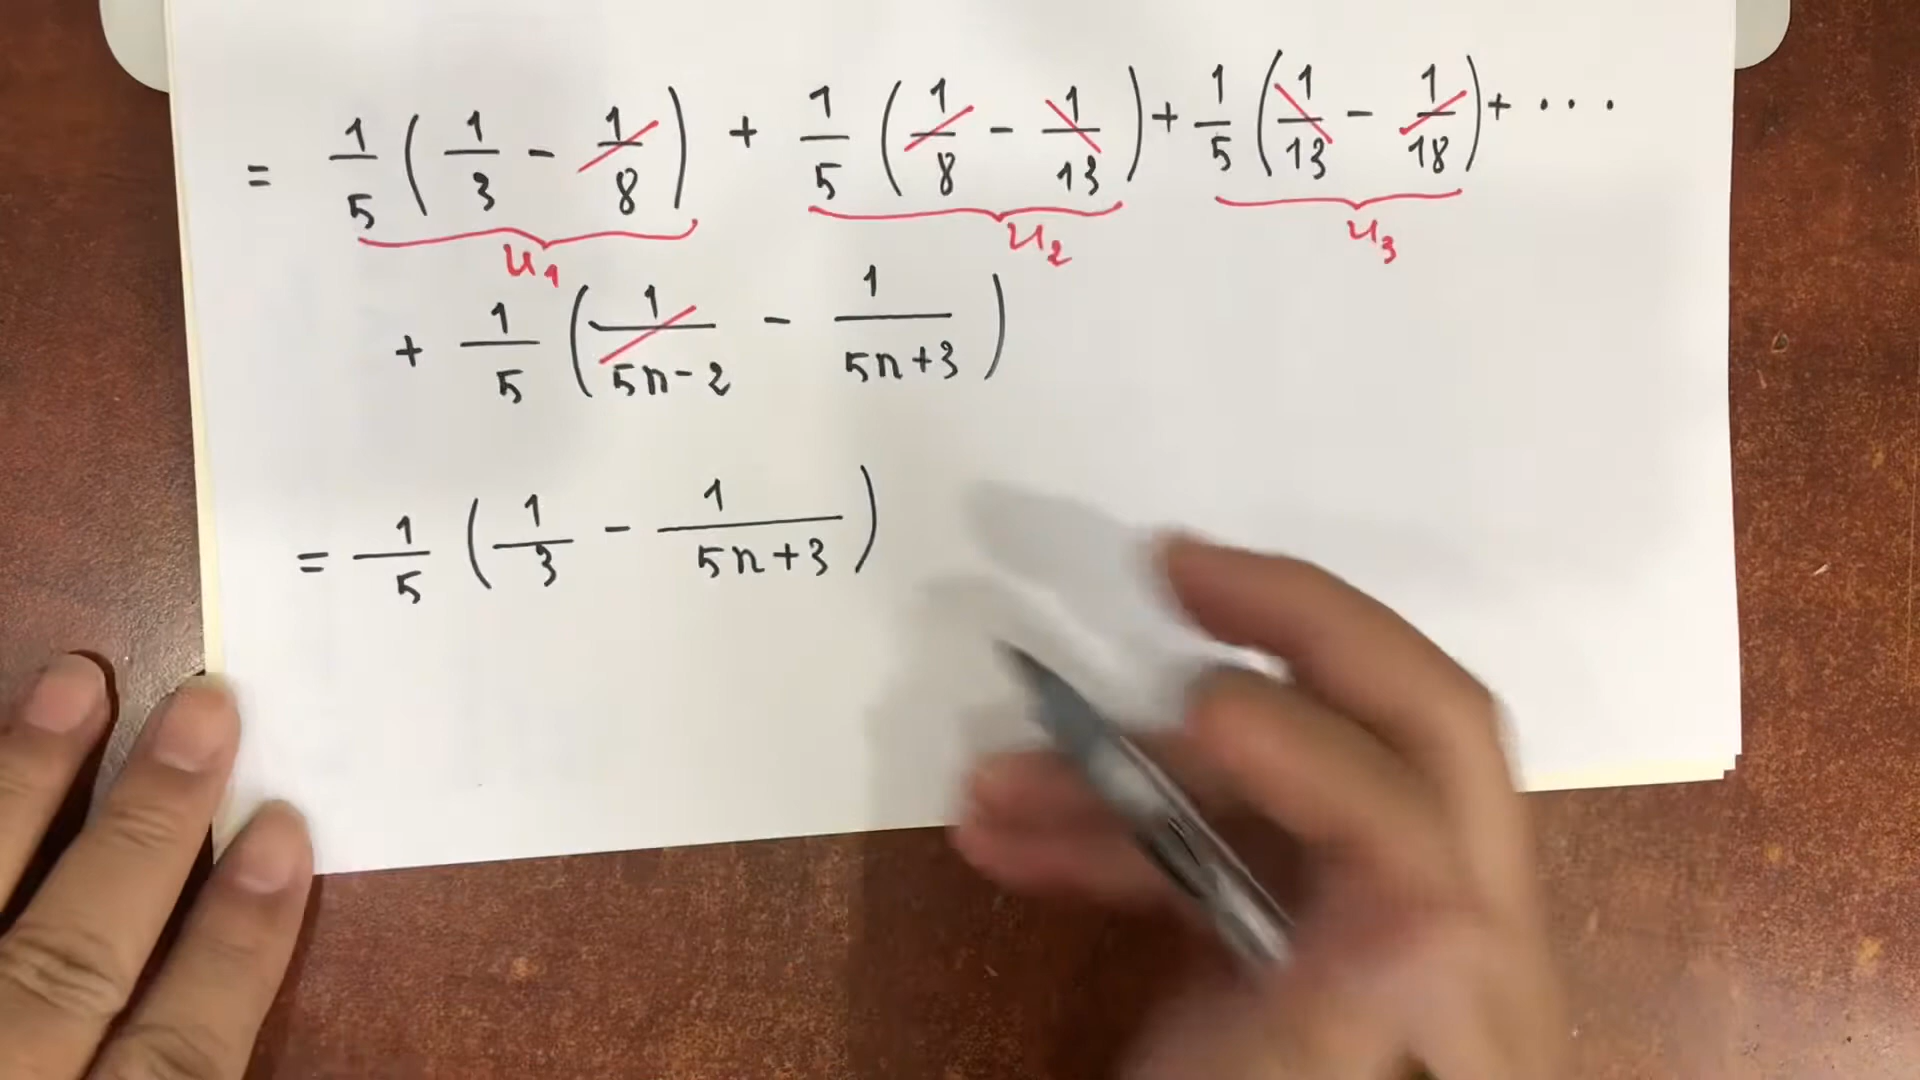 = 1/5 ( 1/3 - 1/8 ) + 1/5 ( 1/8 - 1/13 ) + 1/5 ( 1/13 - 1/18 ) + ...
u1 u2 u3
+ 1/5 ( 1/5n-2 - 1/5n+3 )
= 1/5 ( 1/3 - 1/5n+3 )